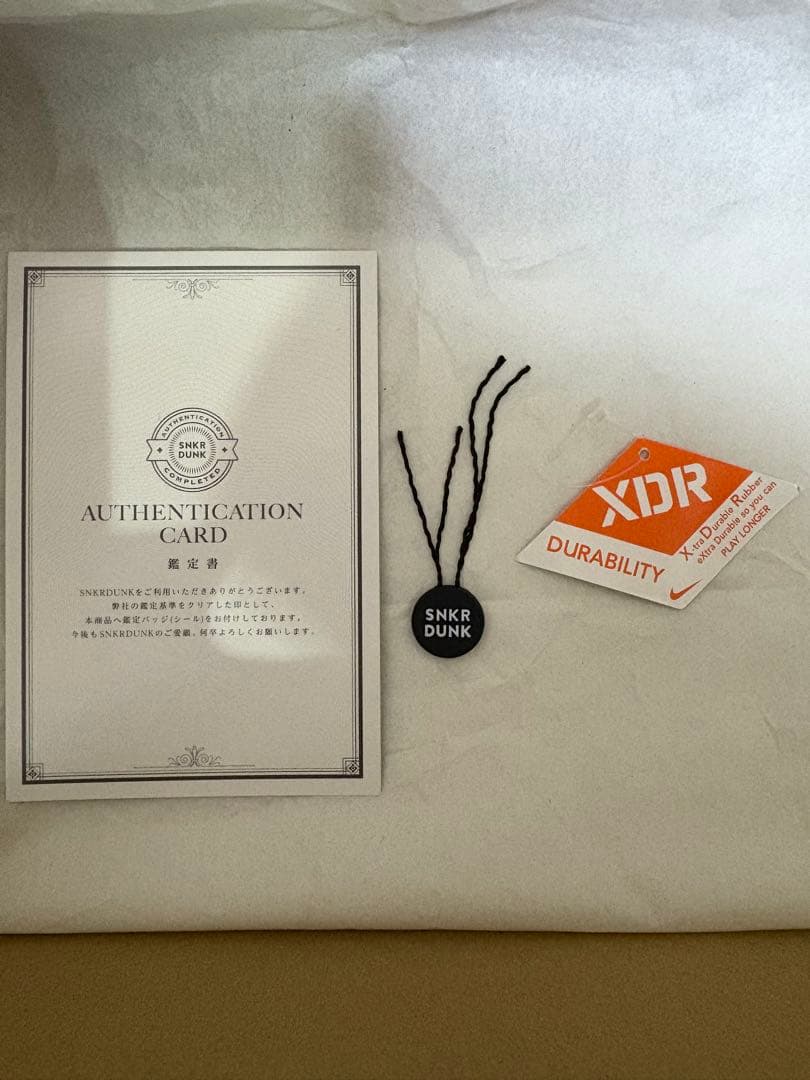 AUTHENTICATION
SNKR
DUNK
COMPLETED
AUTHENTICATION
CARD
鑑定書
SNKRDUNKをご利用いただきありがとうございます。
弊社の鑑定基準をクリアした印として、
本商品へ鑑定バッジ(シール)をお付けしております。
今後もSNKRDUNKのご愛顧、何卒よろしくお願いします。
SNKR
DUNK
XDR
DURABILITY
X-tra Durable Rubber
eXtra Durable so you can
PLAY LONGER